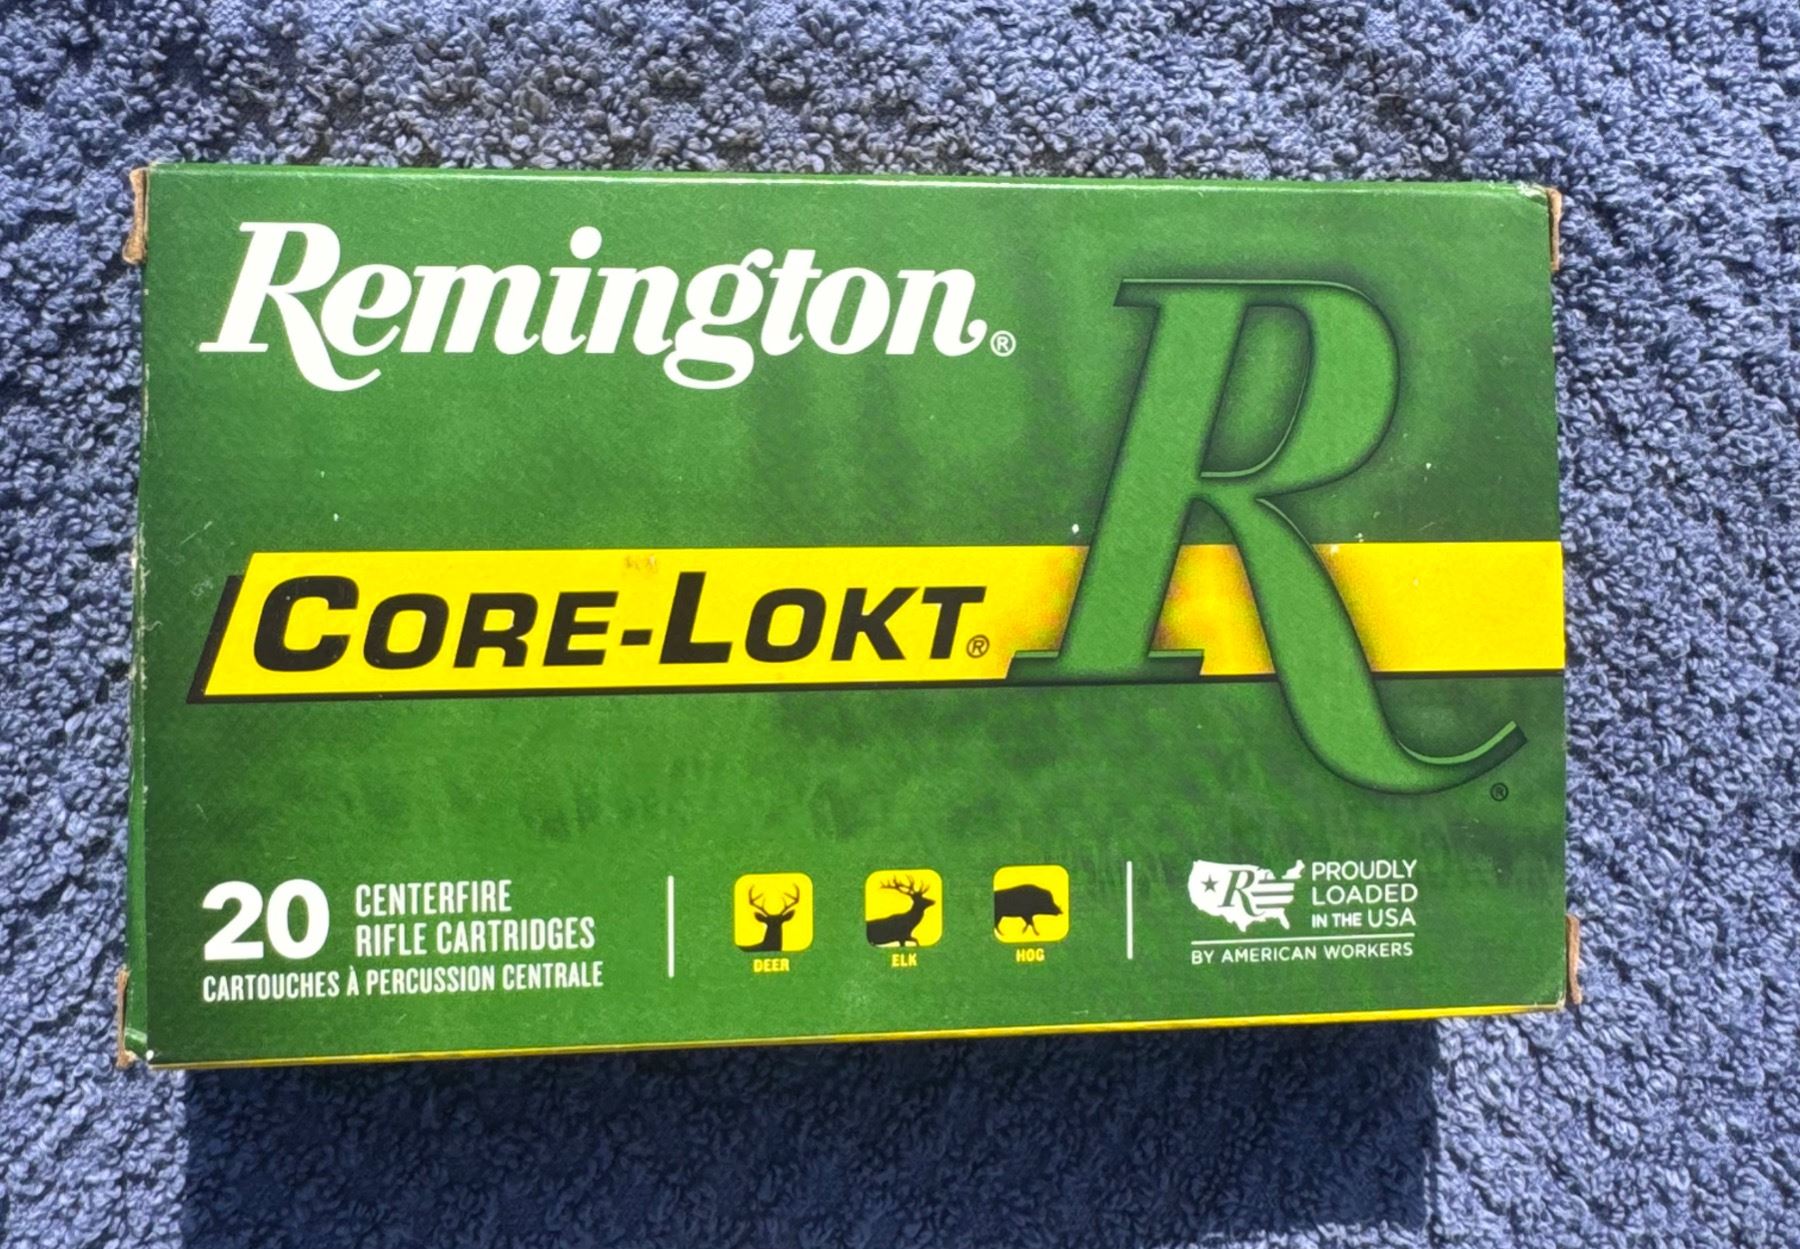 Remington®
CORE-LOKT®
R®
20 CENTERFIRE
RIFLE CARTRIDGES
CARTOUCHES À PERCUSSION CENTRALE
DEER
ELK
HOG
R
PROUDLY
LOADED
IN THE USA
BY AMERICAN WORKERS